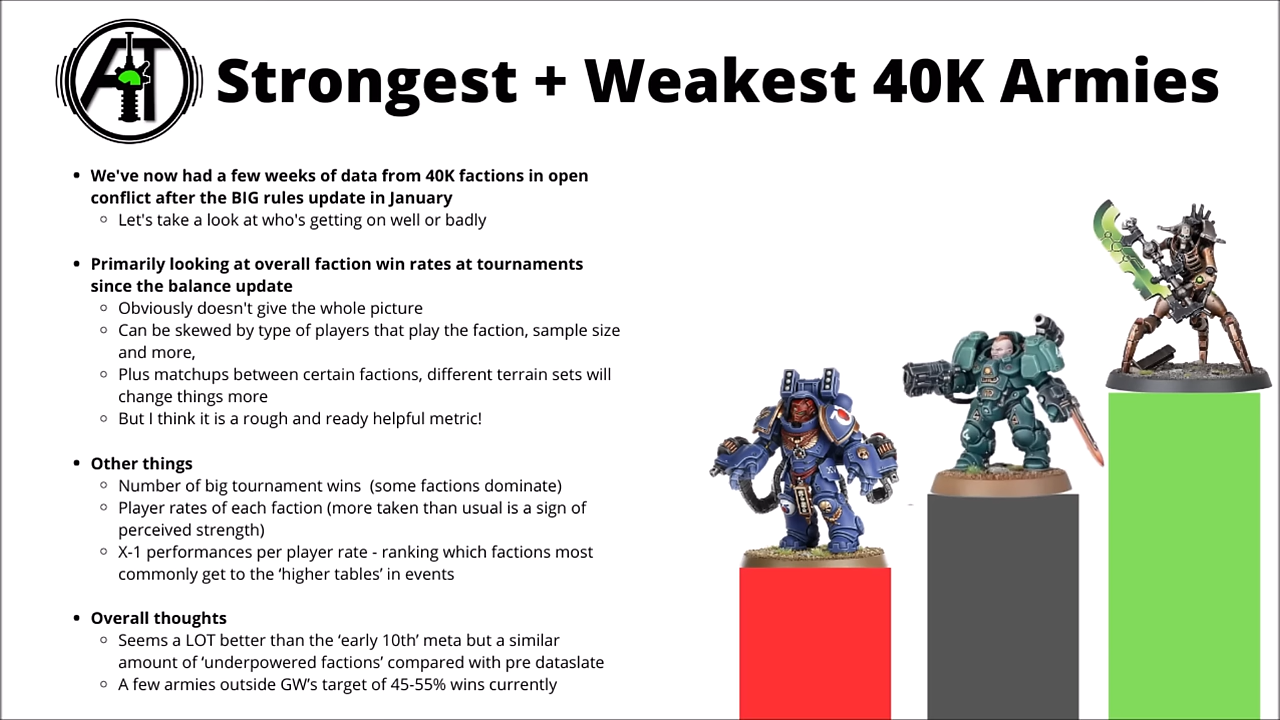 AT
Strongest + Weakest 40K Armies
• We've now had a few weeks of data from 40K factions in open
conflict after the BIG rules update in January
◦ Let's take a look at who's getting on well or badly
• Primarily looking at overall faction win rates at tournaments
since the balance update
◦ Obviously doesn't give the whole picture
◦ Can be skewed by type of players that play the faction, sample size
and more,
◦ Plus matchups between certain factions, different terrain sets will
change things more
◦ But I think it is a rough and ready helpful metric!
• Other things
◦ Number of big tournament wins  (some factions dominate)
◦ Player rates of each faction (more taken than usual is a sign of
perceived strength)
◦ X-1 performances per player rate - ranking which factions most
commonly get to the ‘higher tables’ in events
• Overall thoughts
◦ Seems a LOT better than the ‘early 10th’ meta but a similar
amount of ‘underpowered factions’ compared with pre dataslate
◦ A few armies outside GW’s target of 45-55% wins currently